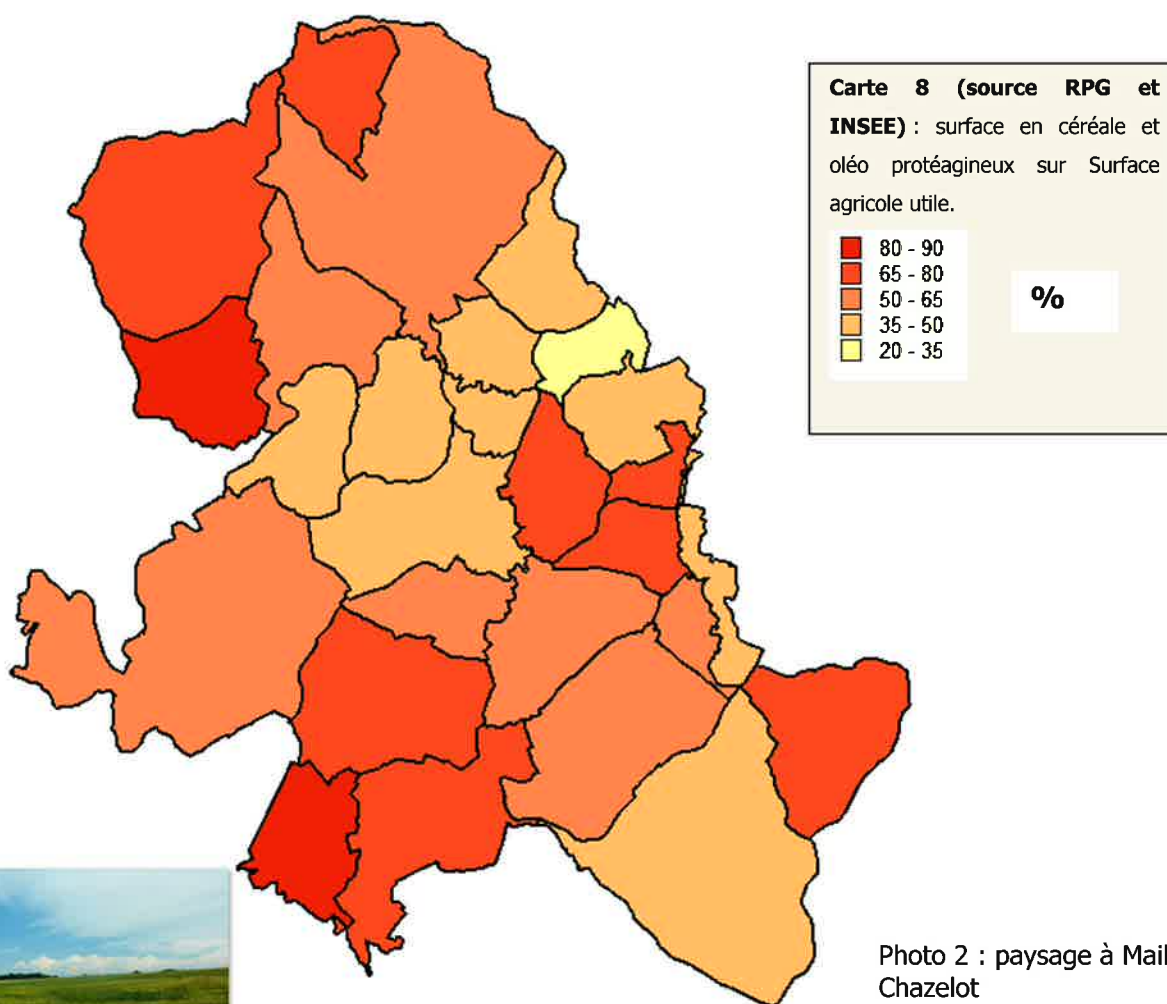 Carte 8 (source RPG et
INSEE) : surface en céréale et
oléo protéagineux sur Surface
agricole utile.
80 - 90
65 - 80
50 - 65
35 - 50
20 - 35
%
Photo 2 : paysage à Mail
Chazelot